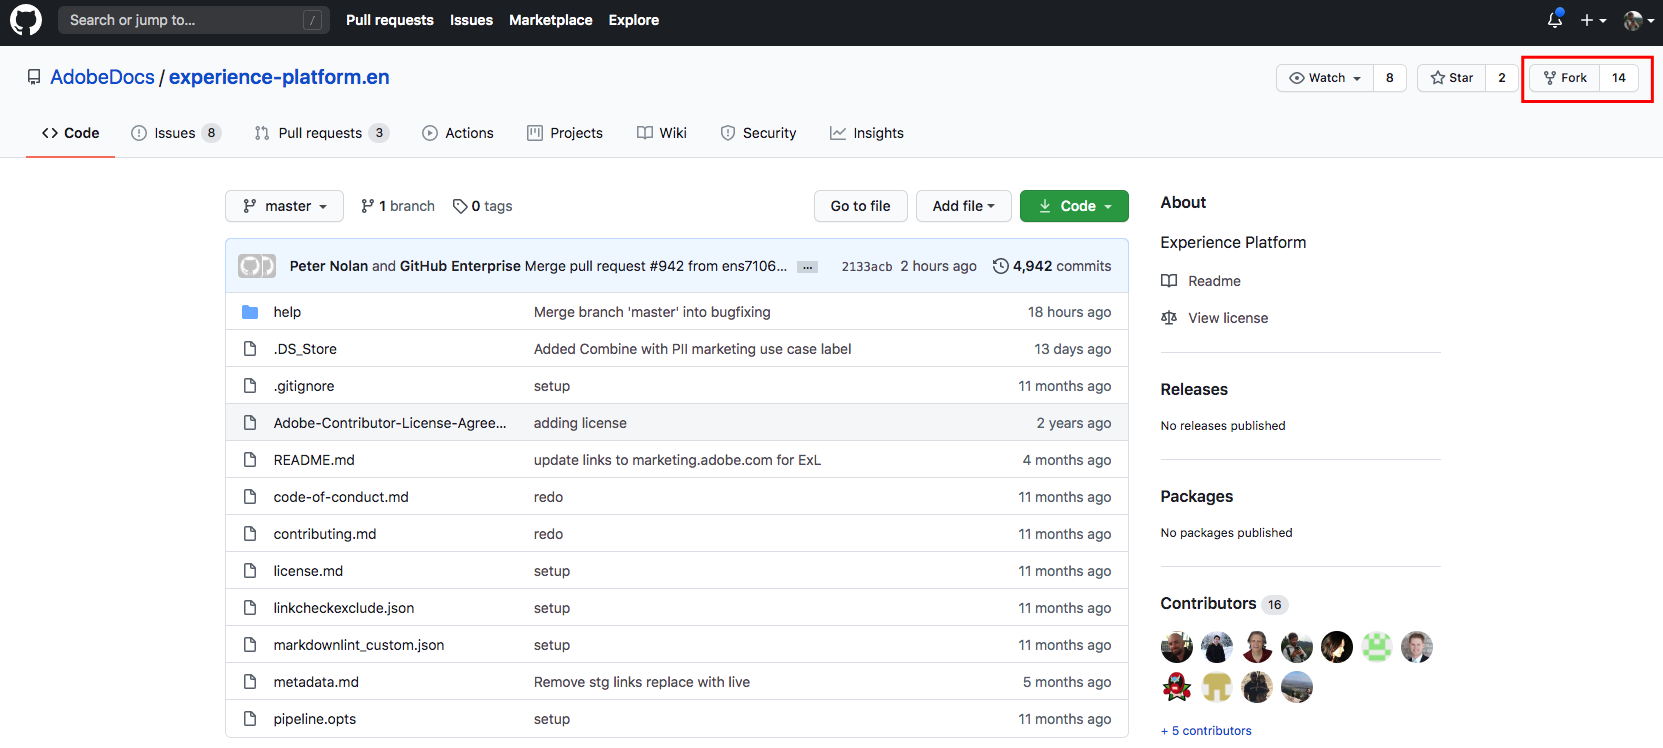 Search or jump to... /
Pull requests Issues Marketplace Explore
AdobeDocs / experience-platform.en
Watch 8 Star 2 Fork 14
Code Issues 8 Pull requests 3 Actions Projects Wiki Security Insights
master 1 branch 0 tags Go to file Add file Code
Peter Nolan and GitHub Enterprise Merge pull request #942 from ens7106... ... 2133acb 2 hours ago 4,942 commits
help Merge branch 'master' into bugfixing 18 hours ago
.DS_Store Added Combine with PII marketing use case label 13 days ago
.gitignore setup 11 months ago
Adobe-Contributor-License-Agree... adding license 2 years ago
README.md update links to marketing.adobe.com for ExL 4 months ago
code-of-conduct.md redo 11 months ago
contributing.md redo 11 months ago
license.md setup 11 months ago
linkcheckexclude.json setup 11 months ago
markdownlint_custom.json setup 11 months ago
metadata.md Remove stg links replace with live 5 months ago
pipeline.opts setup 11 months ago
About
Experience Platform
Readme
View license
Releases
No releases published
Packages
No packages published
Contributors 16
+ 5 contributors